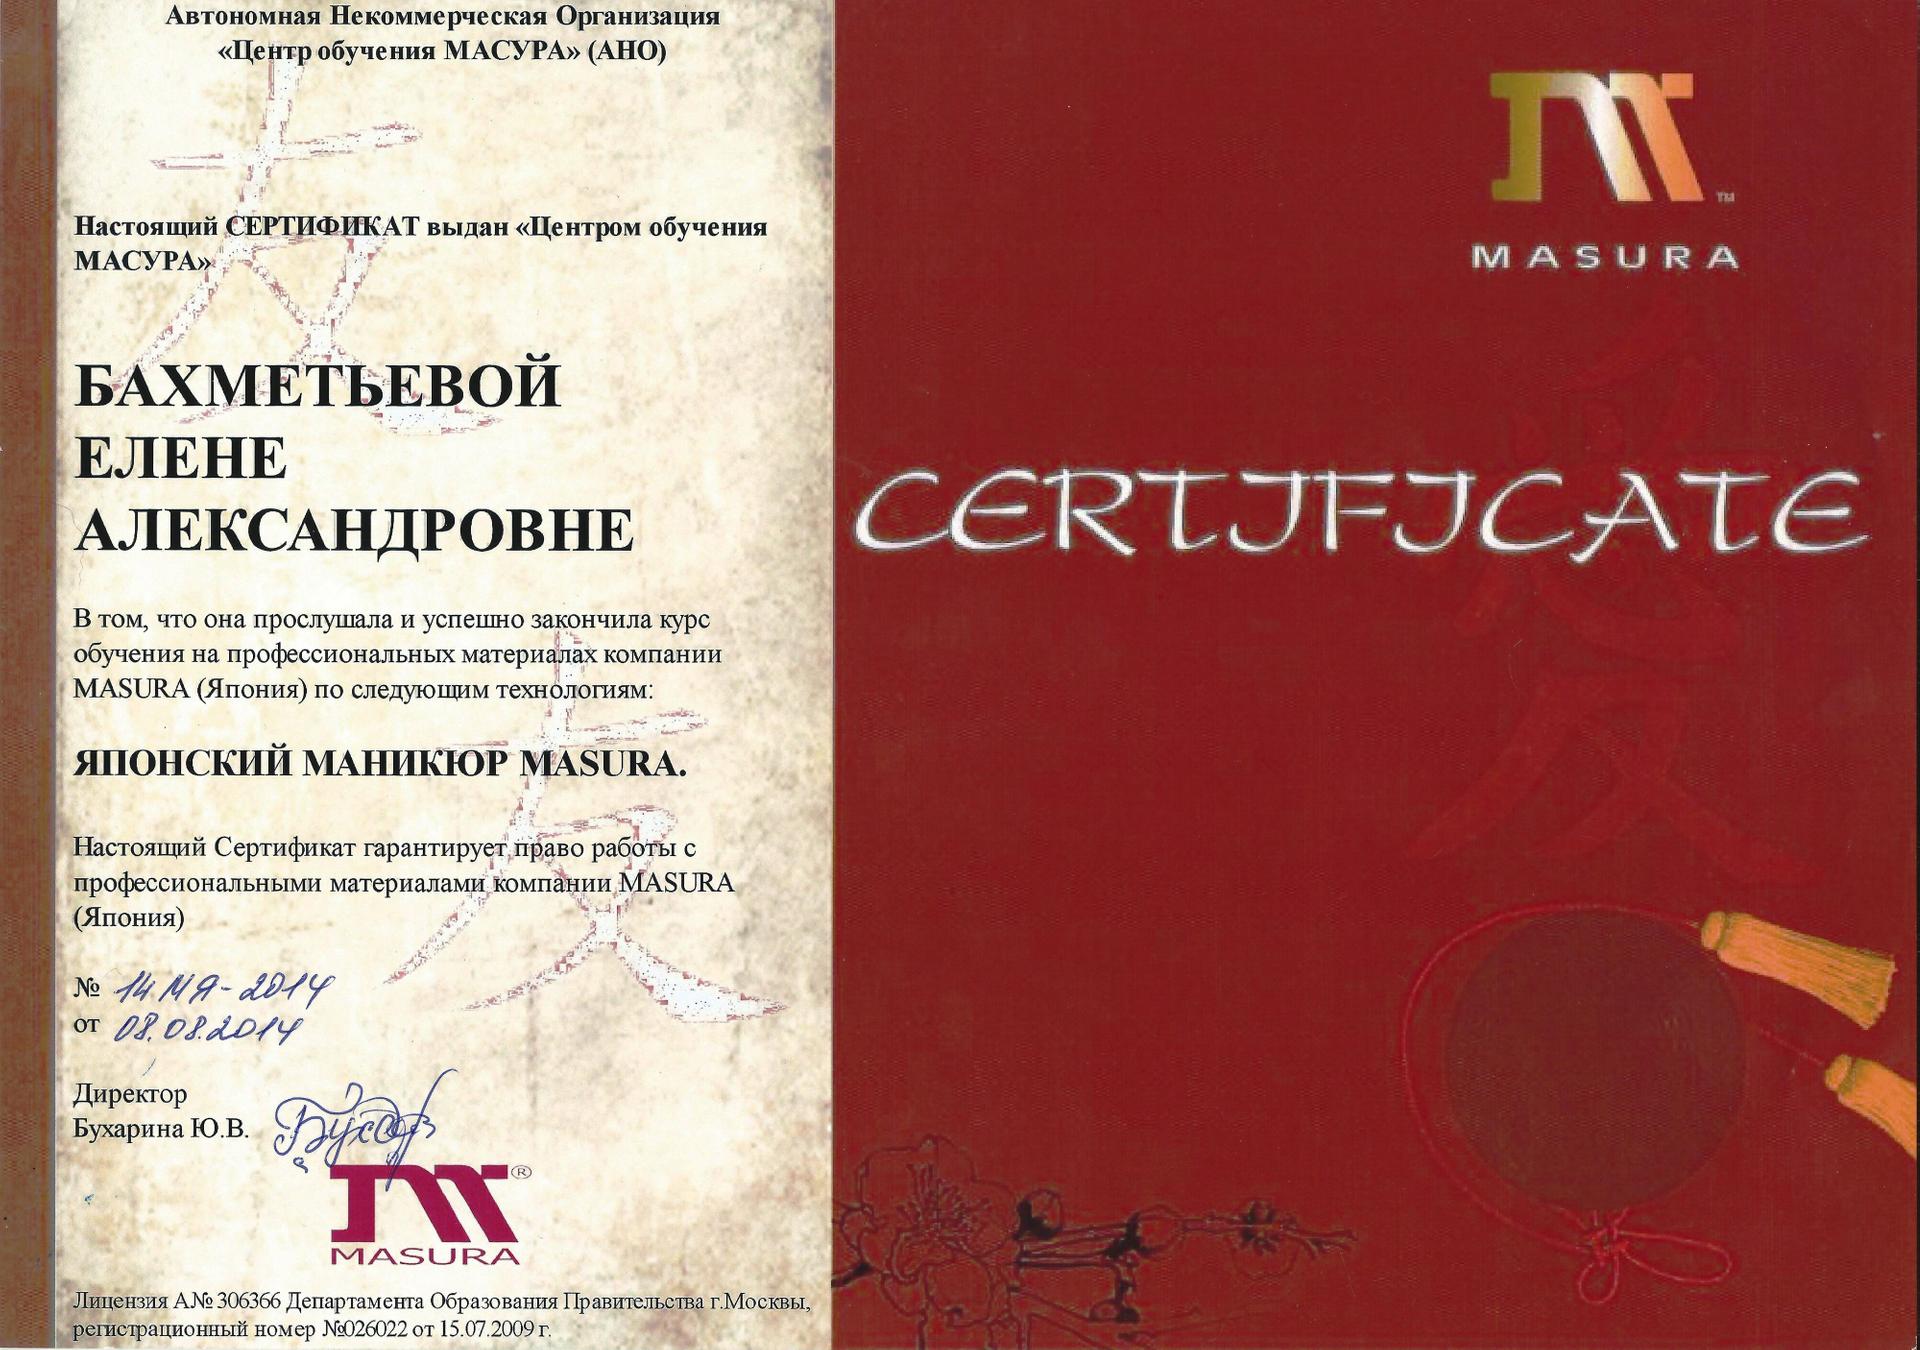 Автономная Некоммерческая Организация
«Центр обучения МАСУРА» (АНО)
Настоящий СЕРТИФИКАТ выдан «Центром обучения
МАСУРА»
БАХМЕТЬЕВОЙ
ЕЛЕНЕ
АЛЕКСАНДРОВНЕ
В том, что она прослушала и успешно закончила курс
обучения на профессиональных материалах компании
MASURA (Япония) по следующим технологиям:
ЯПОНСКИЙ МАНИКЮР MASURA.
Настоящий Сертификат гарантирует право работы с
профессиональными материалами компании MASURA
(Япония)
№ 14 МЯ-2014
от 08.08.2014
Директор
Бухарина Ю.В.
®
MASURA
Лицензия А№ 306366 Департамента Образования Правительства г.Москвы,
регистрационный номер №026022 от 15.07.2009 г.
TM
MASURA
CERTIFICATE